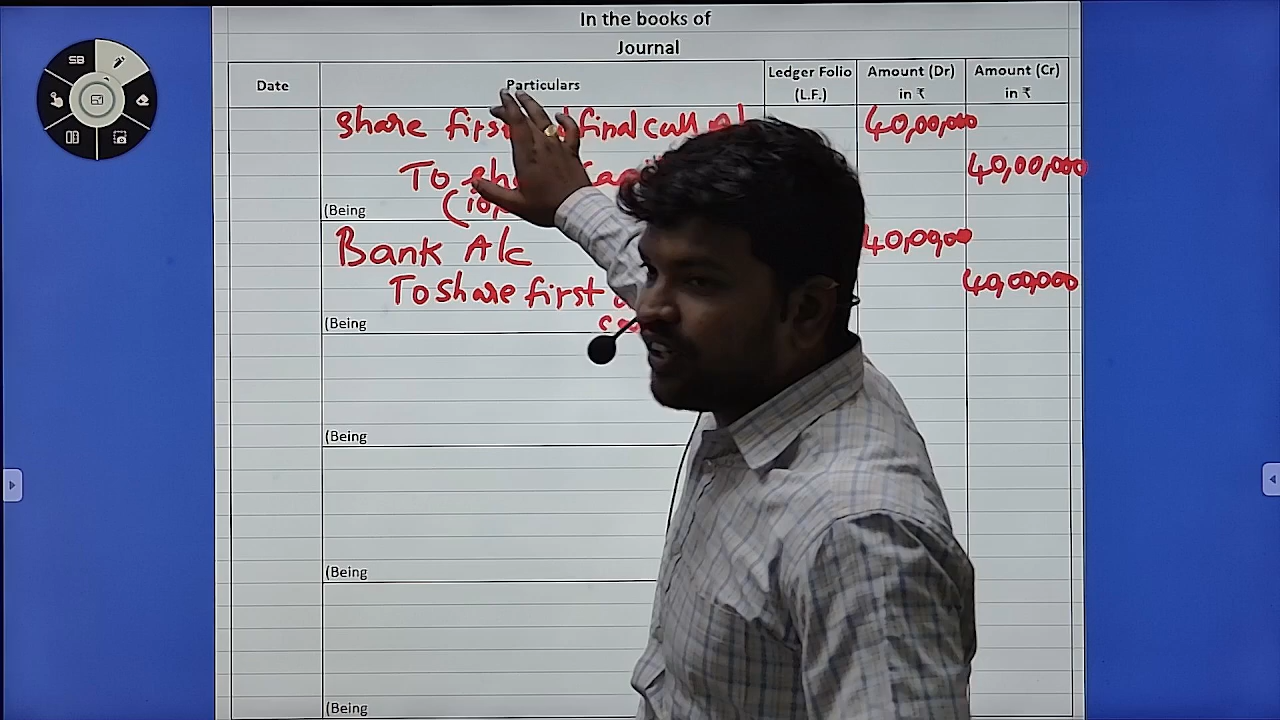 In the books of
Journal
Date
Particulars
Ledger Folio (L.F.)
Amount (Dr) in ₹
Amount (Cr) in ₹
Share first final call 40,00,000
To 40,00,000
(Being
Bank A/c 40,00,000
To Share first 40,00,000
(Being
(Being
(Being
(Being
SB